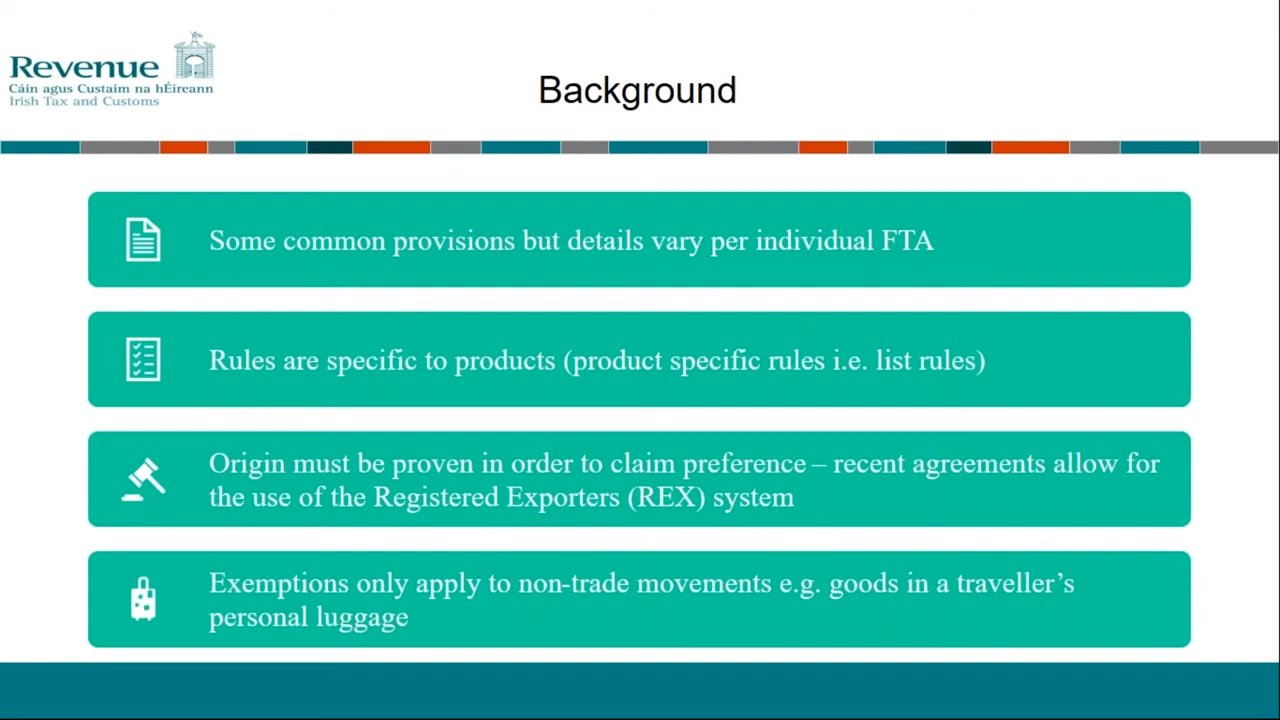 Revenue
Cáin agus Custaim na hÉireann
Irish Tax and Customs
Background
Some common provisions but details vary per individual FTA
Rules are specific to products (product specific rules i.e. list rules)
Origin must be proven in order to claim preference – recent agreements allow for
the use of the Registered Exporters (REX) system
Exemptions only apply to non-trade movements e.g. goods in a traveller’s
personal luggage